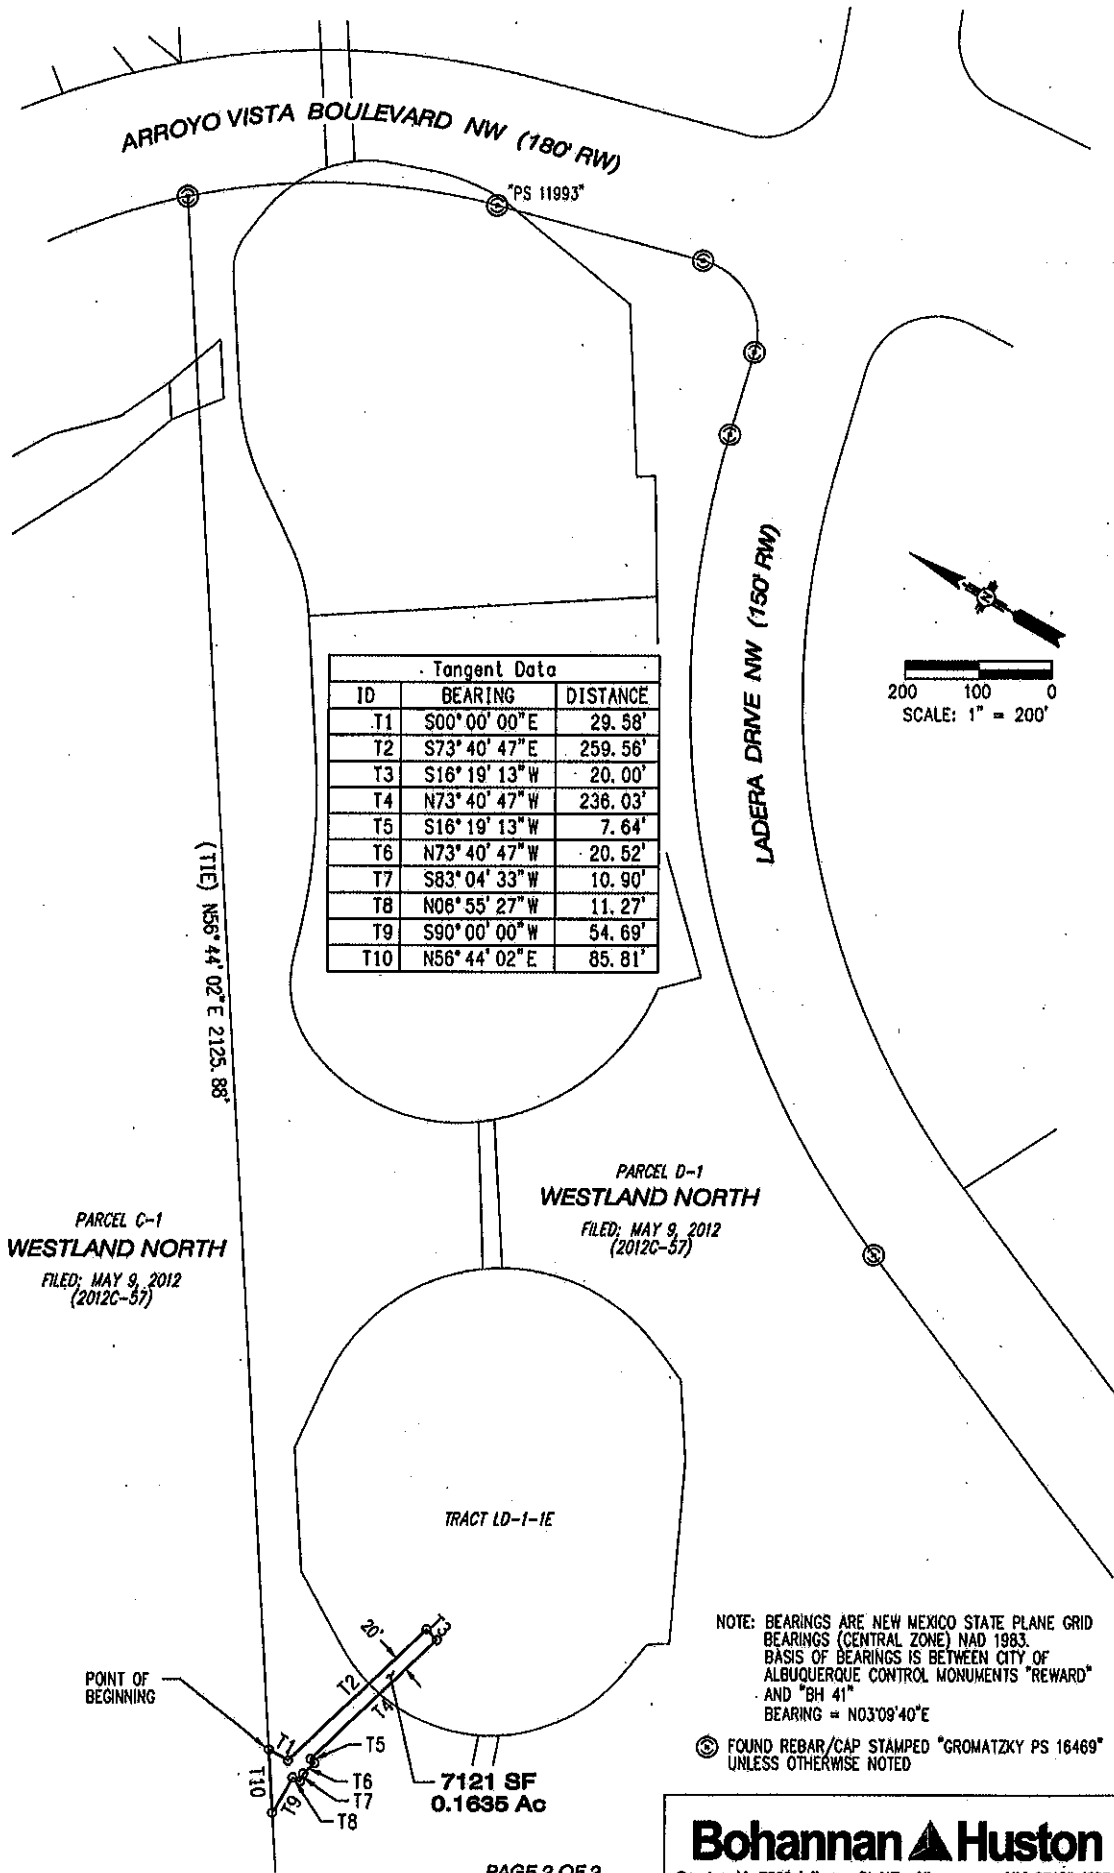 ARROYO VISTA BOULEVARD NW (180' RW)
"PS 11993"
LADERA DRIVE NW (150' RW)
N
200 100 0
SCALE: 1" = 200'
Tangent Data
ID BEARING DISTANCE
T1 S00°00'00"E 29.58'
T2 S73°40'47"E 259.56'
T3 S16°19'13"W 20.00'
T4 N73°40'47"W 236.03'
T5 S16°19'13"W 7.64'
T6 N73°40'47"W 20.52'
T7 S83°04'33"W 10.90'
T8 N06°55'27"W 11.27'
T9 S90°00'00"W 54.69'
T10 N56°44'02"E 85.81'
(TIE) N56°44'02"E 2125.88'
PARCEL C-1
WESTLAND NORTH
FILED: MAY 9, 2012
(2012C-57)
PARCEL D-1
WESTLAND NORTH
FILED: MAY 9, 2012
(2012C-57)
TRACT LD-1-1E
20'
T3
T2
T4
POINT OF
BEGINNING
T1
T5
T6
T7
T8
T9
T10
7121 SF
0.1635 Ac
NOTE: BEARINGS ARE NEW MEXICO STATE PLANE GRID
BEARINGS (CENTRAL ZONE) NAD 1983.
BASIS OF BEARINGS IS BETWEEN CITY OF
ALBUQUERQUE CONTROL MONUMENTS "REWARD"
AND "BH 41"
BEARING = N03°09'40"E
FOUND REBAR/CAP STAMPED "GROMATZKY PS 16469"
UNLESS OTHERWISE NOTED
Bohannan Huston
PAGE 2 OF 2